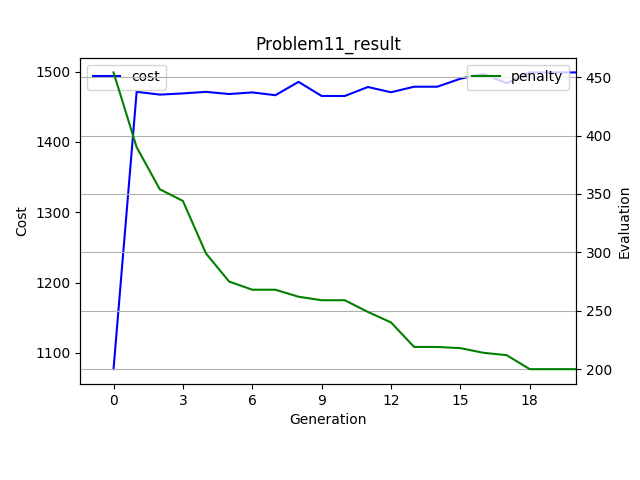 Problem11_result
cost
penalty
1500
1400
1300
1200
1100
Cost
450
400
350
300
250
200
Evaluation
0 3 6 9 12 15 18
Generation